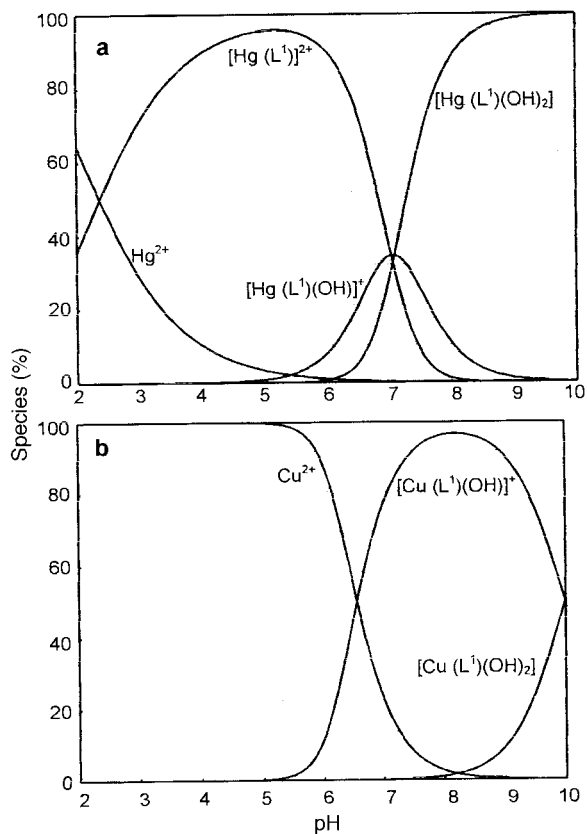 a
100
80
60
40
20
0
[Hg (L¹)]²⁺
[Hg (L¹)(OH)₂]
Hg²⁺
[Hg (L¹)(OH)]⁺
2 3 4 5 6 7 8 9 10
Species (%)
b
100
80
60
40
20
0
Cu²⁺
[Cu (L¹)(OH)]⁺
[Cu (L¹)(OH)₂]
2 3 4 5 6 7 8 9 10
pH